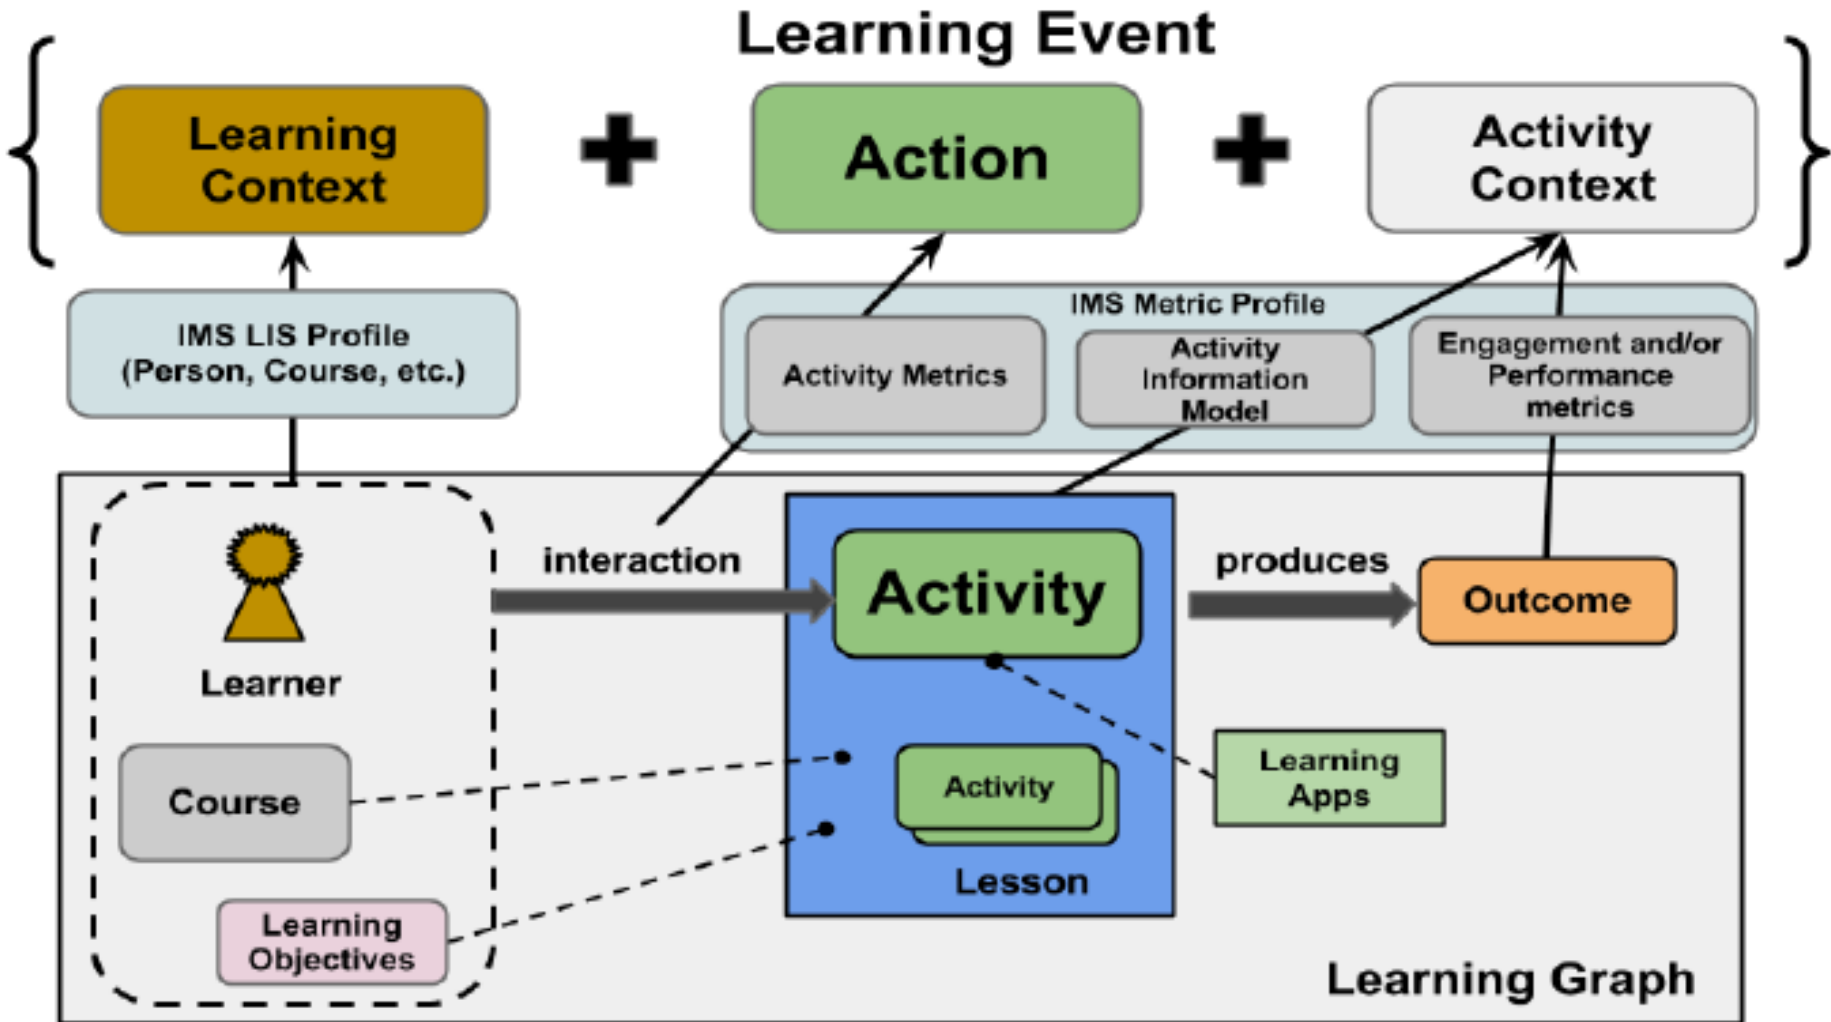 Learning Event
Learning
Context
Action
Activity
Context
IMS LIS Profile
(Person, Course, etc.)
IMS Metric Profile
Activity Metrics
Activity
Information
Model
Engagement and/or
Performance
metrics
Learner
interaction
Activity
produces
Outcome
Course
Learning
Objectives
Activity
Lesson
Learning
Apps
Learning Graph